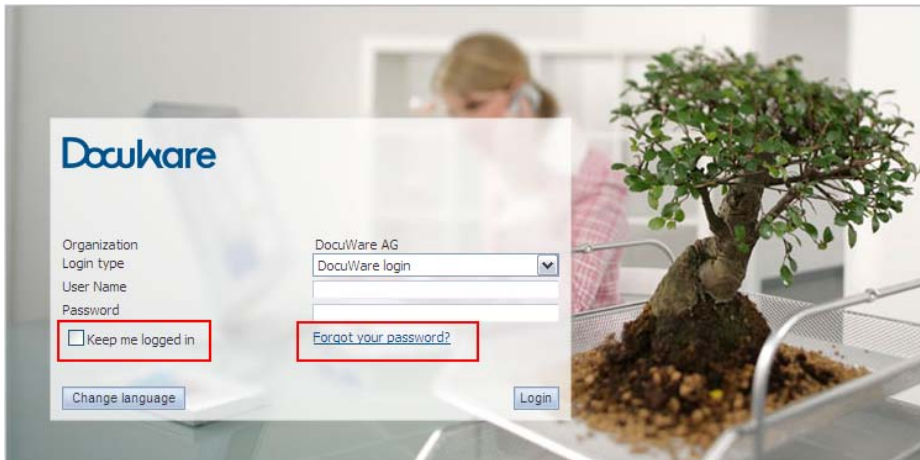 DocuWare
Organization DocuWare AG
Login type DocuWare login
User Name
Password
Keep me logged in Forgot your password?
Change language Login